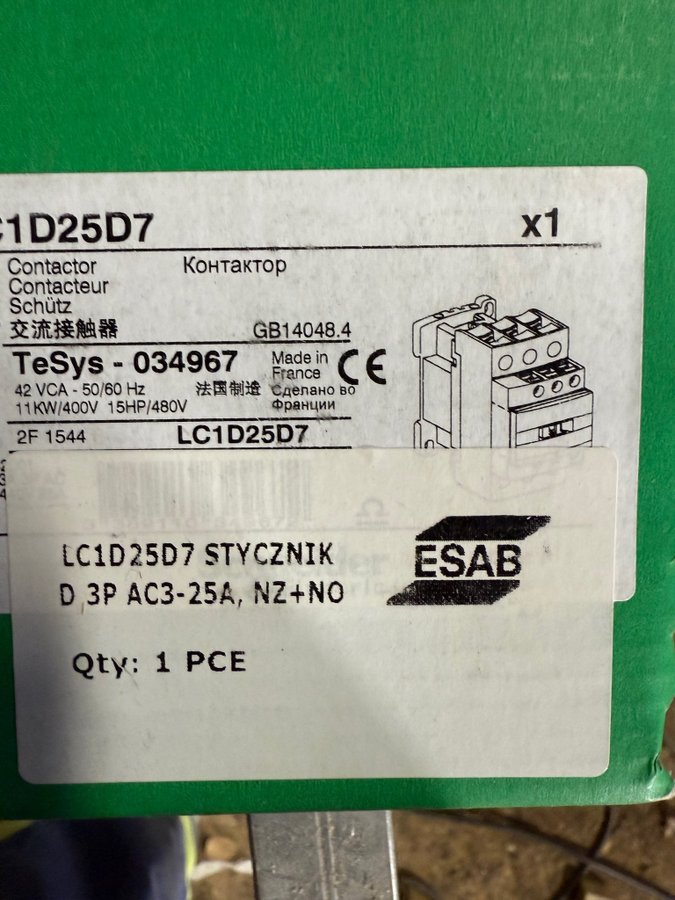 C1D25D7 x1
Contactor Контактор
Contacteur
Schütz
交流接触器 GB14048.4
TeSys - 034967 Made in France CE
42 VCA - 50/60 Hz 法国制造 Сделано во Франции
11KW/400V 15HP/480V
2F 1544 LC1D25D7
LC1D25D7 STYCZNIK
D 3P AC3-25A, NZ+NO
ESAB
Qty: 1 PCE